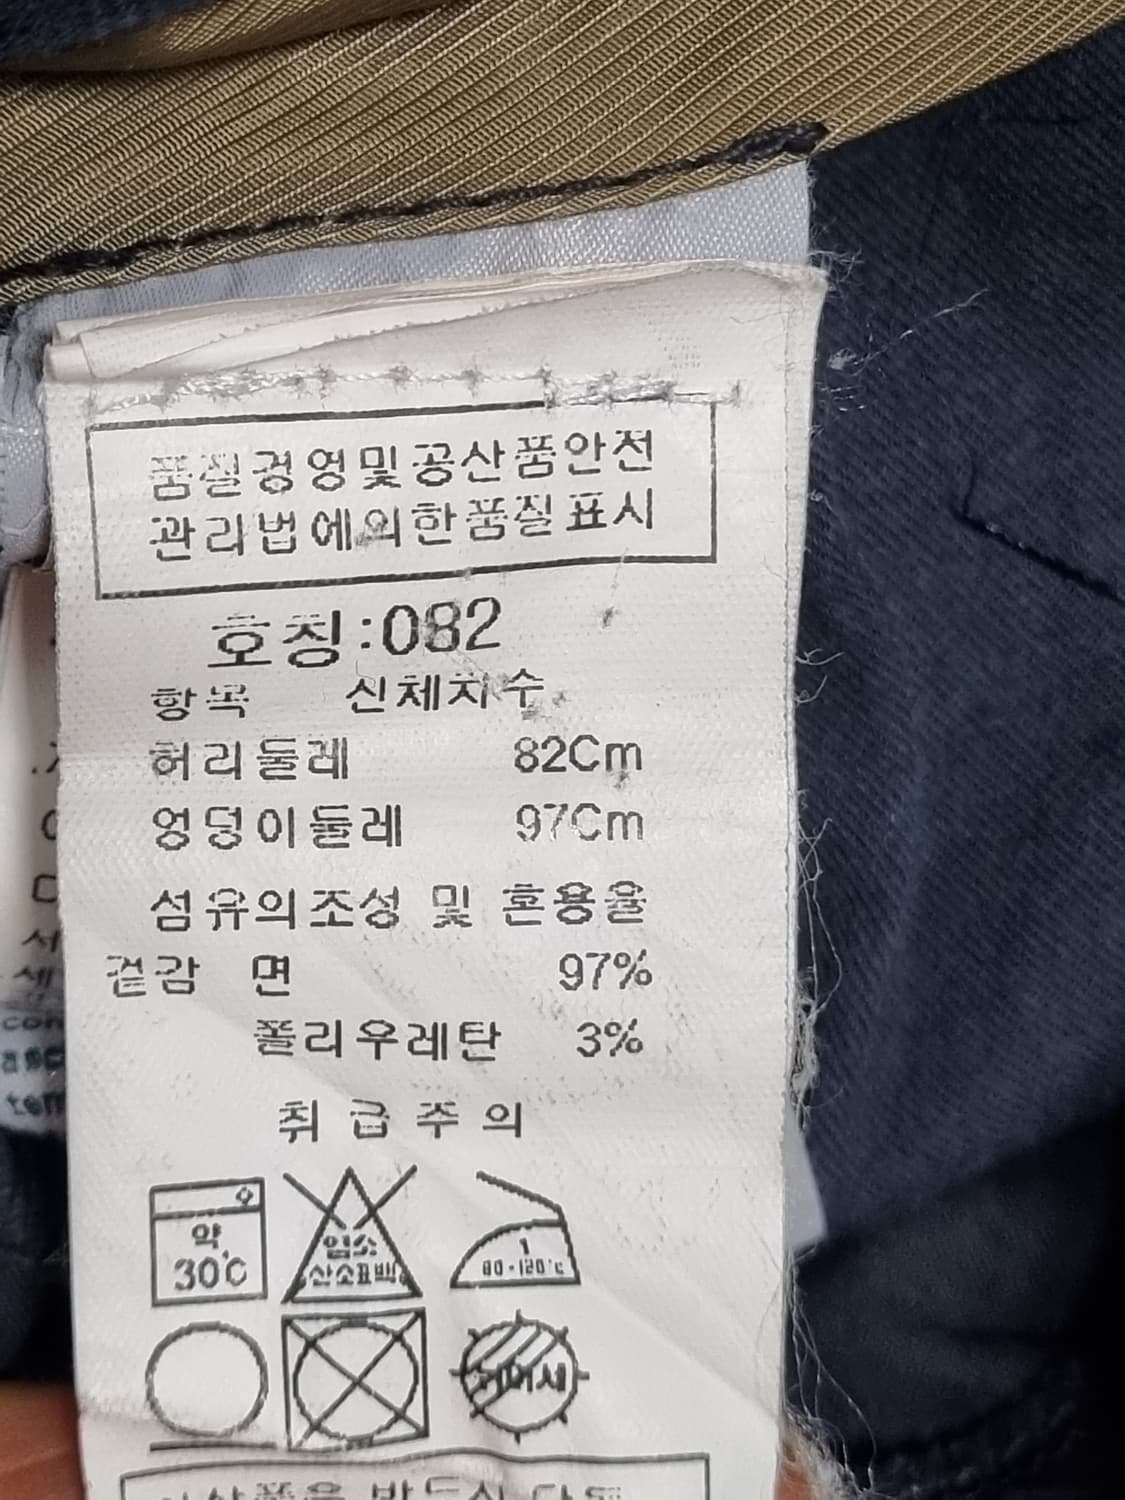 품질경영및공산품안전
관리법에의한품질표시
호칭:082
항목 신체치수
허리둘레 82Cm
엉덩이둘레 97Cm
섬유의조성 및 혼용율
겉감 면 97%
폴리우레탄 3%
취급주의
약
30℃
염소
산소표백
1
80-120℃